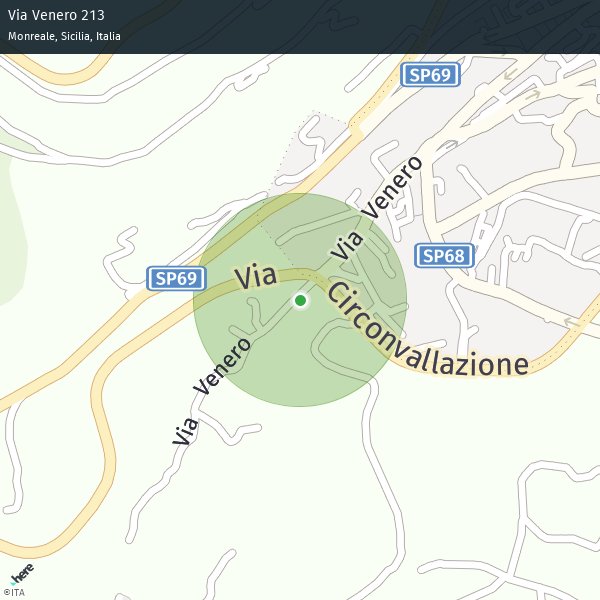 Via Venero 213
Monreale, Sicilia, Italia
SP69
Via Venero
SP68
SP69
Via Circonvallazione
Via Venero
here
©ITA